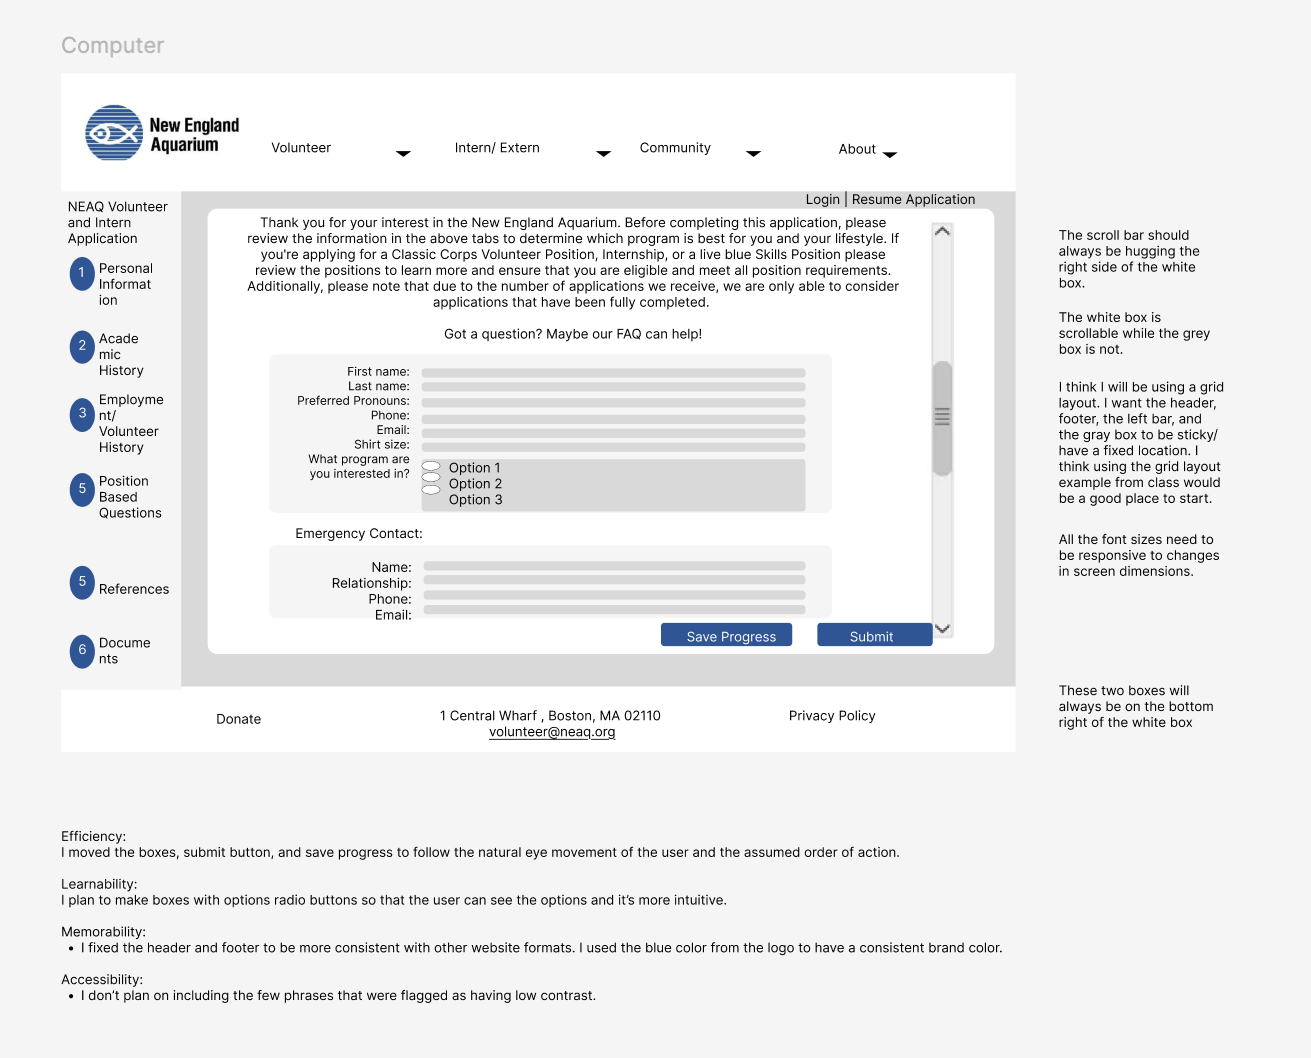 Computer
New England
Aquarium
Volunteer
Intern/ Extern
Community
About
Login | Resume Application
NEAQ Volunteer
and Intern
Application
1
Personal
Informat
ion
2
Acade
mic
History
3
Employme
nt/
Volunteer
History
5
Position
Based
Questions
5
References
6
Docume
nts
Thank you for your interest in the New England Aquarium. Before completing this application, please
review the information in the above tabs to determine which program is best for you and your lifestyle. If
you're applying for a Classic Corps Volunteer Position, Internship, or a live blue Skills Position please
review the positions to learn more and ensure that you are eligible and meet all position requirements.
Additionally, please note that due to the number of applications we receive, we are only able to consider
applications that have been fully completed.
Got a question? Maybe our FAQ can help!
First name:
Last name:
Preferred Pronouns:
Phone:
Email:
Shirt size:
What program are
you interested in?
Option 1
Option 2
Option 3
Emergency Contact:
Name:
Relationship:
Phone:
Email:
Save Progress
Submit
Donate
1 Central Wharf , Boston, MA 02110
volunteer@neaq.org
Privacy Policy
The scroll bar should
always be hugging the
right side of the white
box.
The white box is
scrollable while the grey
box is not.
I think I will be using a grid
layout. I want the header,
footer, the left bar, and
the gray box to be sticky/
have a fixed location. I
think using the grid layout
example from class would
be a good place to start.
All the font sizes need to
be responsive to changes
in screen dimensions.
These two boxes will
always be on the bottom
right of the white box
Efficiency:
I moved the boxes, submit button, and save progress to follow the natural eye movement of the user and the assumed order of action.
Learnability:
I plan to make boxes with options radio buttons so that the user can see the options and it's more intuitive.
Memorability:
• I fixed the header and footer to be more consistent with other website formats. I used the blue color from the logo to have a consistent brand color.
Accessibility:
• I don't plan on including the few phrases that were flagged as having low contrast.